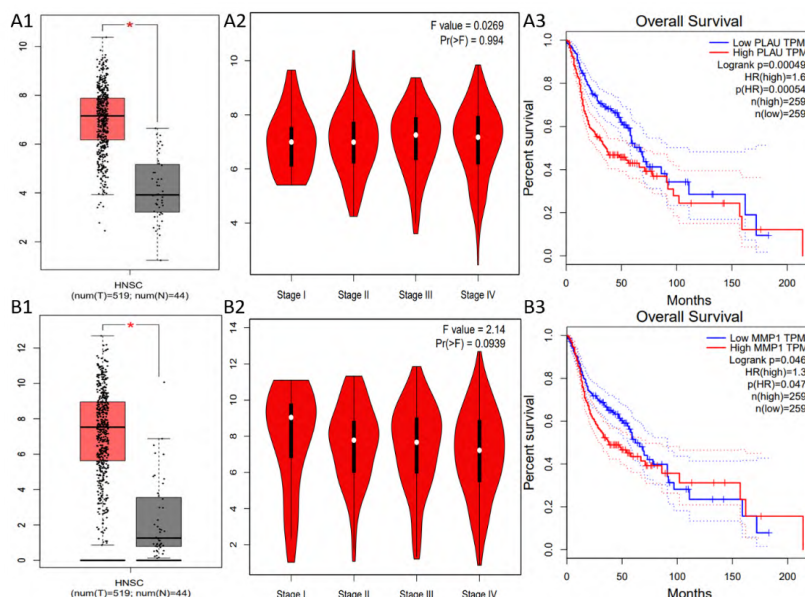 A1
*
10
8
6
4
2
HNSC
(num(T)=519; num(N)=44)
A2
F value = 0.0269
Pr(>F) = 0.994
10
8
6
4
Stage I Stage II Stage III Stage IV
A3
Overall Survival
Low PLAU TPM
High PLAU TPM
Logrank p=0.00049
HR(high)=1.6
p(HR)=0.00054
n(high)=259
n(low)=259
Percent survival
1.0
0.8
0.6
0.4
0.2
0.0
0 50 100 150 200
Months
B1
*
12
10
8
6
4
2
0
HNSC
(num(T)=519; num(N)=44)
B2
F value = 2.14
Pr(>F) = 0.0939
14
12
10
8
6
4
2
Stage I Stage II Stage III Stage IV
B3
Overall Survival
Low MMP1 TPM
High MMP1 TPM
Logrank p=0.046
HR(high)=1.3
p(HR)=0.047
n(high)=259
n(low)=259
Percent survival
1.0
0.8
0.6
0.4
0.2
0.0
0 50 100 150 200
Months